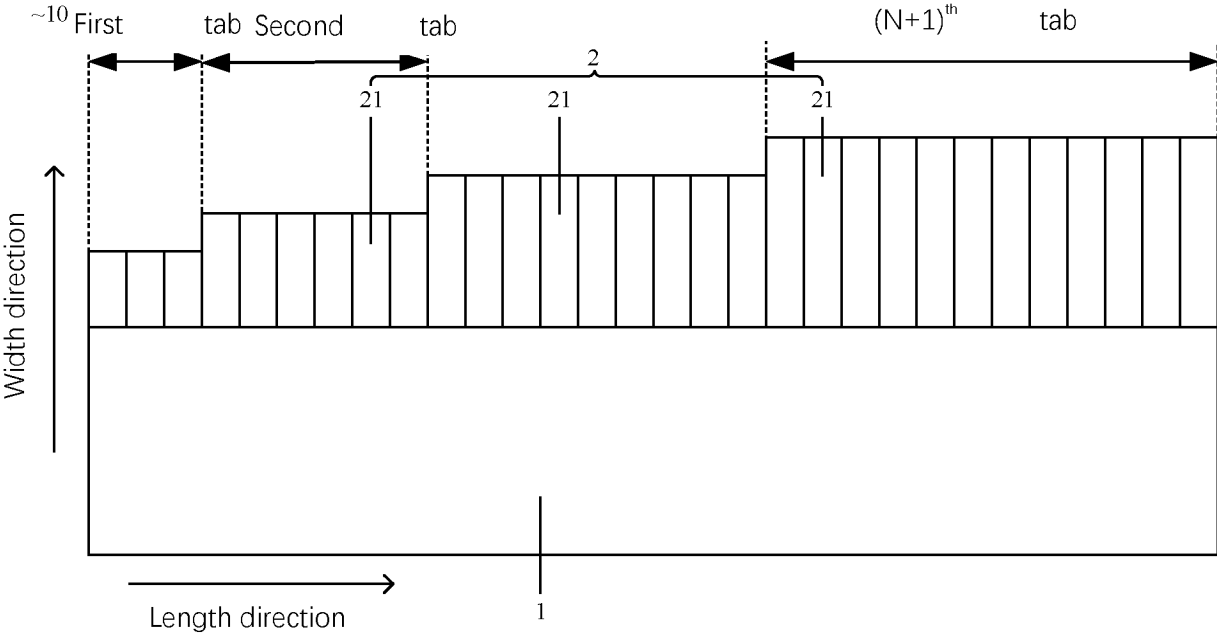 ~10 First tab Second tab (N+1)th tab
2
21 21 21
Width direction
Length direction
1